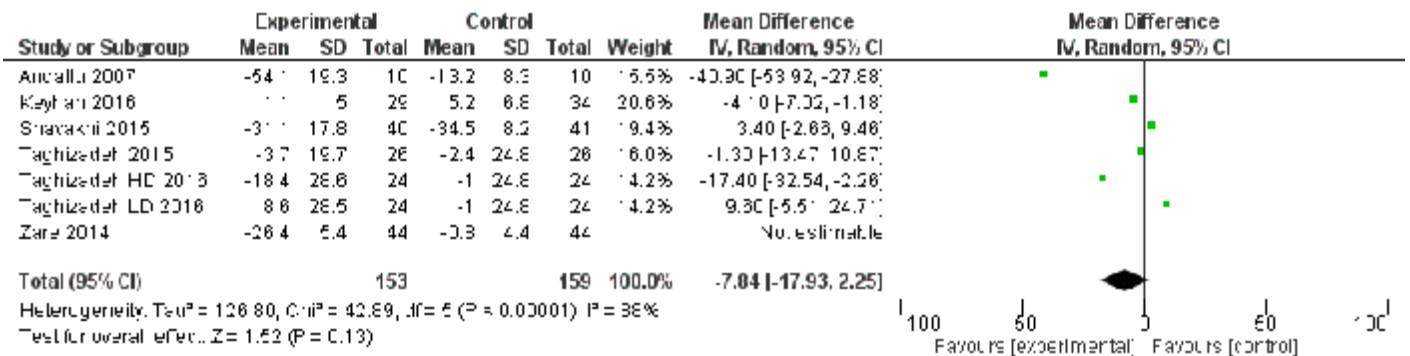 Experimental Control Mean Difference Mean Difference
Study or Subgroup Mean SD Total Mean SD Total Weight IV, Random, 95% CI IV, Random, 95% CI
2007 -54.1 19.3 10 -13.2 8.3 10 15.5% -40.90 [-53.92, -27.88]
2016 1.1 5 29 5.2 6.8 34 20.6% -4.10 [-7.02, -1.18]
2015 -31.1 17.8 40 -34.5 8.2 41 19.4% 3.40 [-2.66, 9.46]
Taghizadeh 2015 -3.7 19.7 26 -2.4 24.8 26 16.0% -1.30 [-13.47, 10.87]
Taghizadeh HD 2016 -18.4 28.6 24 -1 24.8 24 14.2% -17.40 [-32.54, -2.26]
Taghizadeh LD 2016 8.6 28.5 24 -1 24.8 24 14.2% 9.60 [-5.51, 24.71]
Zare 2014 -26.4 5.4 44 4.4 44 Not estimable
Total (95% CI) 153 159 100.0% -7.84 [-17.93, 2.25]
Heterogeneity: Tau² = 126.80, Chi² = 42.89, df = 5 (P < 0.00001); I² = 88%
Test for overall effect: Z = 1.52 (P = 0.13)
100 50 0 50 100
Favours [experimental] Favours [control]